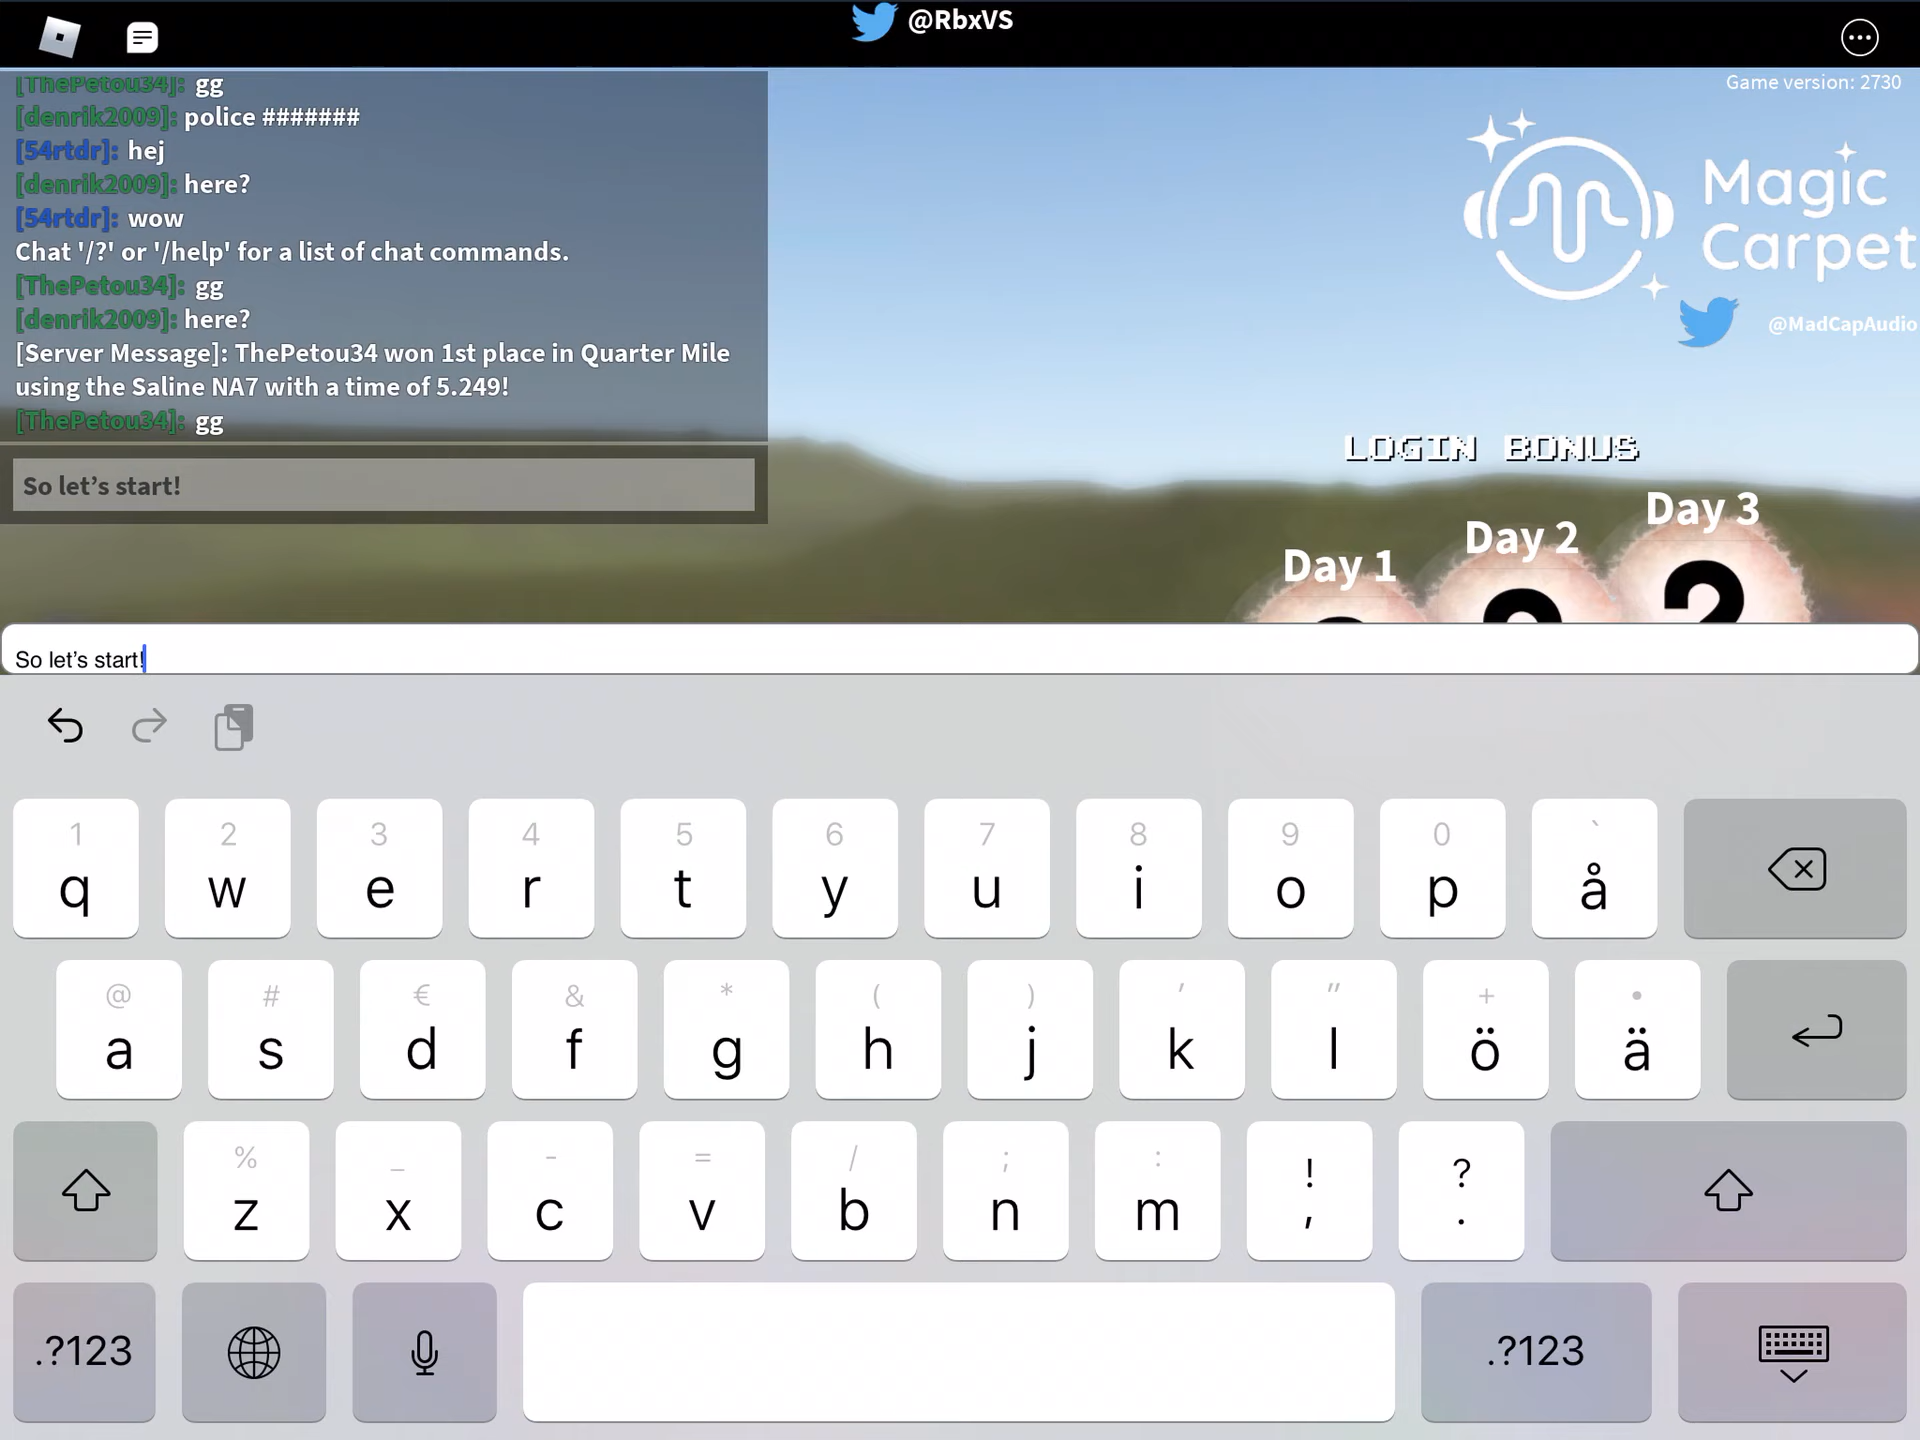 @RbxVS
Game version: 2730
[ThePetou34]: gg
[denrik2009]: police #######
[54rtdr]: hej
[denrik2009]: here?
[54rtdr]: wow
Chat '/?' or '/help' for a list of chat commands.
[ThePetou34]: gg
[denrik2009]: here?
[Server Message]: ThePetou34 won 1st place in Quarter Mile
using the Saline NA7 with a time of 5.249!
[ThePetou34]: gg
So let’s start!
Magic
Carpet
@MadCapAudio
LOGIN BONUS
Day 1
Day 2
Day 3
? ? ?
So let’s start!
1 2 3 4 5 6 7 8 9 0 `
q w e r t y u i o p å
@ # € & * ( ) ' " + •
a s d f g h j k l ö ä
% _ - = / ; : ! ?
z x c v b n m , .
.?123 .?123